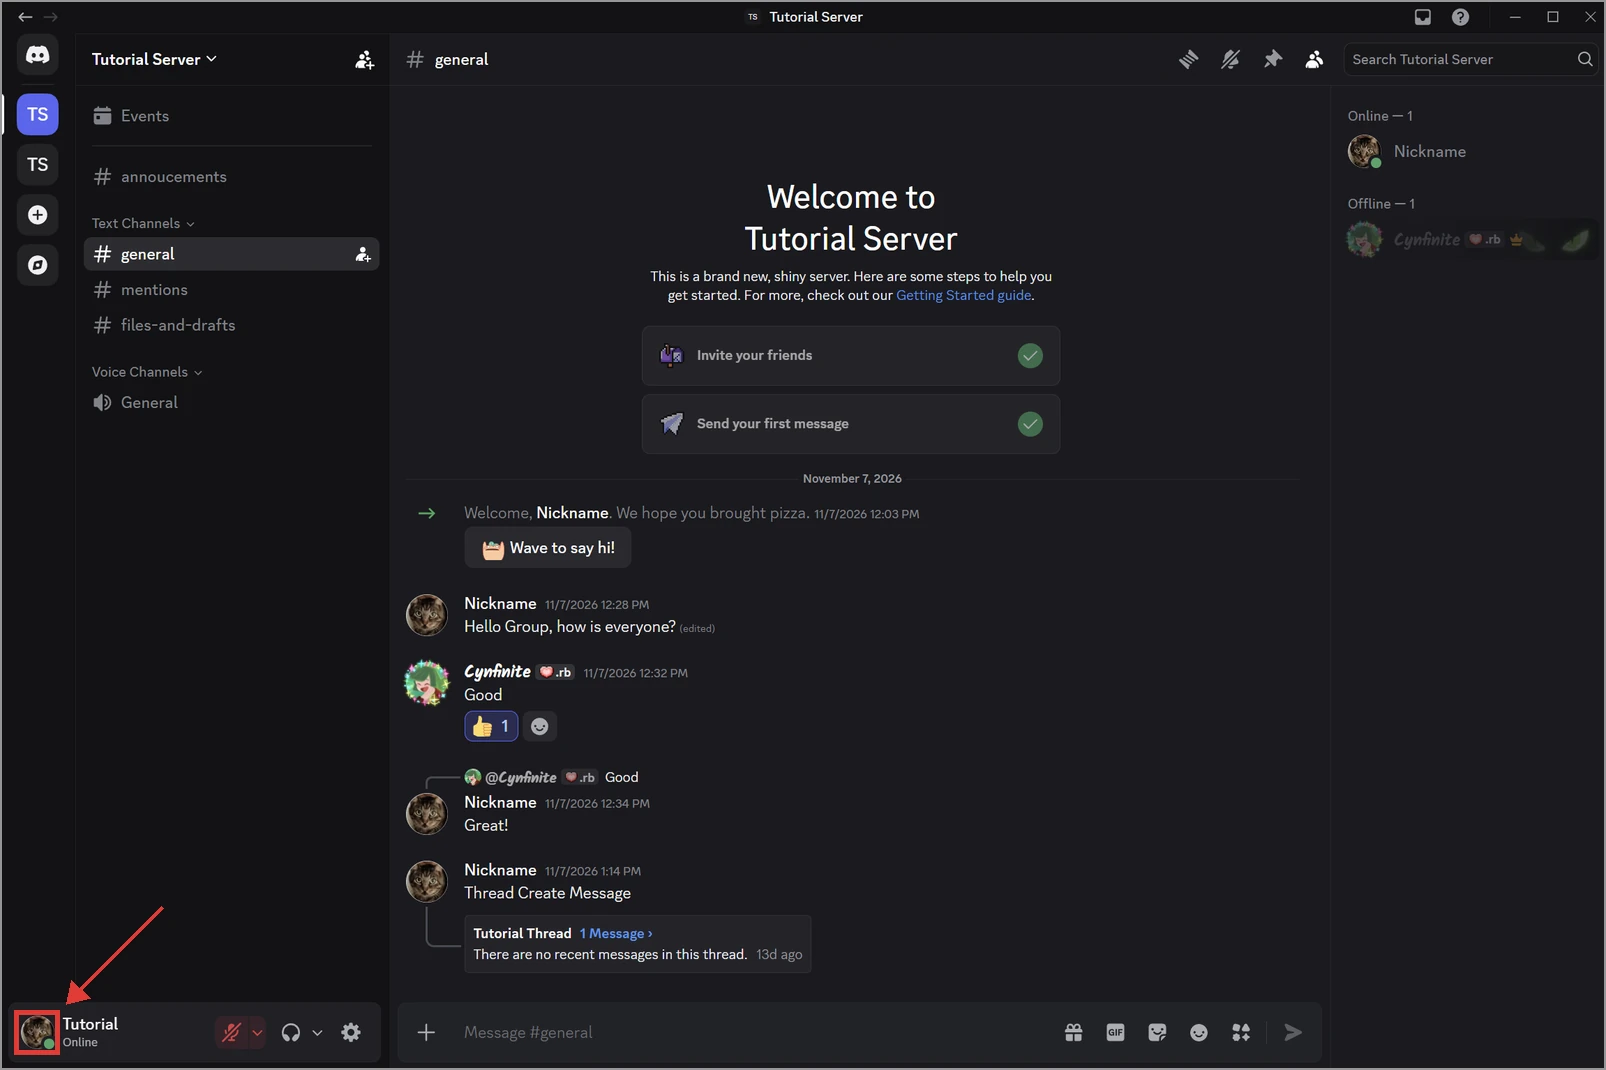 TS Tutorial Server
Tutorial Server
TS
TS
Events
# annoucements
Text Channels
# general
# mentions
# files-and-drafts
Voice Channels
General
# general
Search Tutorial Server
Welcome to
Tutorial Server
This is a brand new, shiny server. Here are some steps to help you
get started. For more, check out our Getting Started guide.
Invite your friends
Send your first message
November 7, 2026
Welcome, Nickname. We hope you brought pizza. 11/7/2026 12:03 PM
Wave to say hi!
Nickname 11/7/2026 12:28 PM
Hello Group, how is everyone? (edited)
Cynfinite .rb 11/7/2026 12:32 PM
Good
👍 1
@Cynfinite .rb Good
Nickname 11/7/2026 12:34 PM
Great!
Nickname 11/7/2026 1:14 PM
Thread Create Message
Tutorial Thread 1 Message ›
There are no recent messages in this thread. 13d ago
Online — 1
Nickname
Offline — 1
Cynfinite .rb
Tutorial
Online
Message #general
GIF